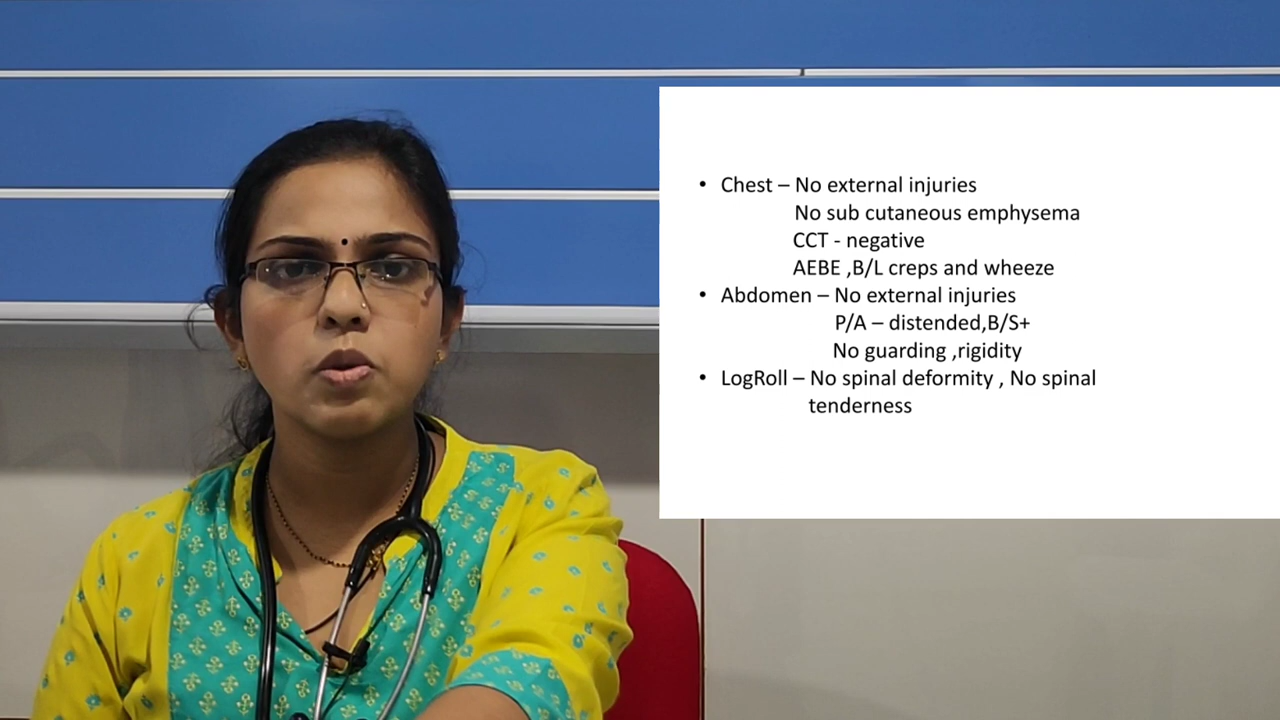 • Chest – No external injuries
No sub cutaneous emphysema
CCT - negative
AEBE ,B/L creps and wheeze
• Abdomen – No external injuries
P/A – distended,B/S+
No guarding ,rigidity
• LogRoll – No spinal deformity , No spinal
tenderness